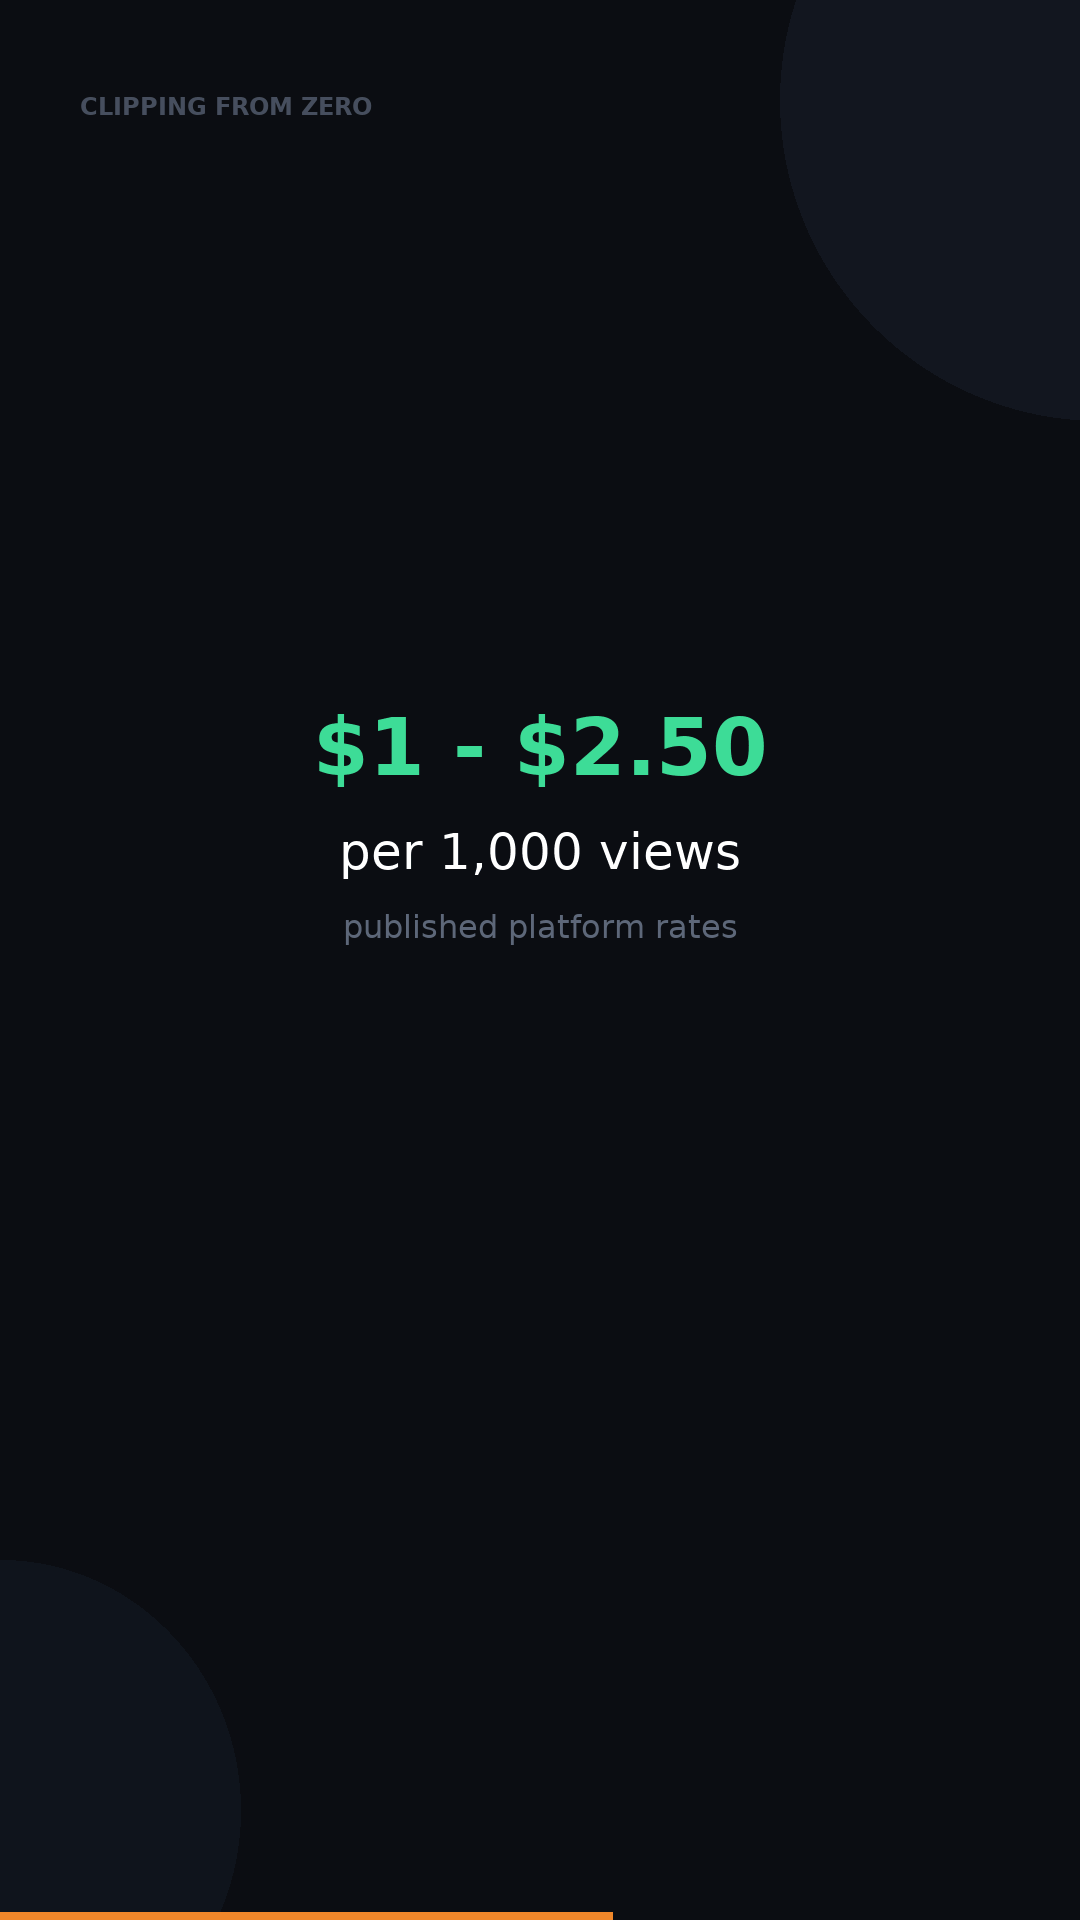 CLIPPING FROM ZERO
$1 - $2.50
per 1,000 views
published platform rates